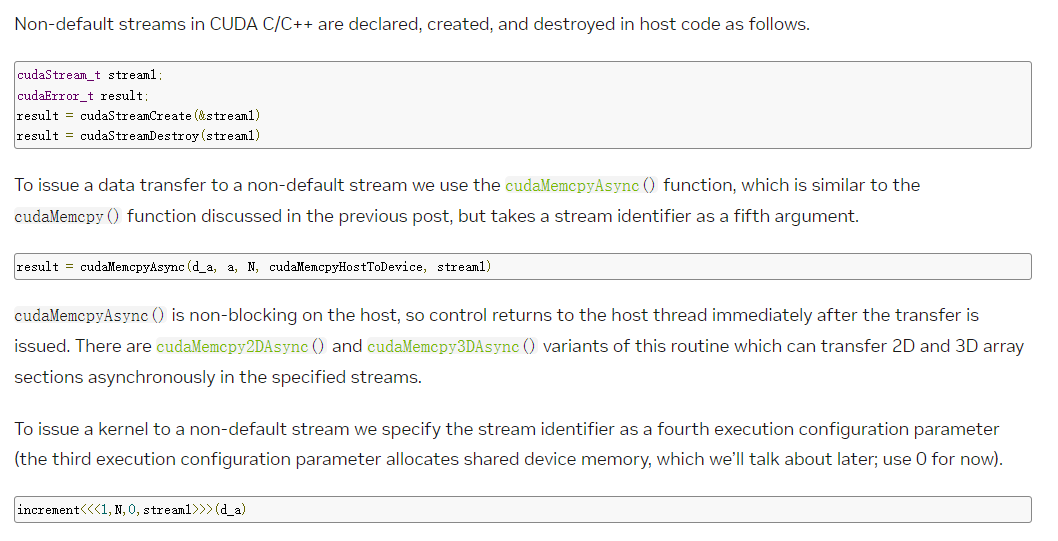 Non-default streams in CUDA C/C++ are declared, created, and destroyed in host code as follows.
cudaStream_t stream1;
cudaError_t result;
result = cudaStreamCreate(&stream1)
result = cudaStreamDestroy(stream1)
To issue a data transfer to a non-default stream we use the cudaMemcpyAsync() function, which is similar to the
cudaMemcpy() function discussed in the previous post, but takes a stream identifier as a fifth argument.
result = cudaMemcpyAsync(d_a, a, N, cudaMemcpyHostToDevice, stream1)
cudaMemcpyAsync() is non-blocking on the host, so control returns to the host thread immediately after the transfer is
issued. There are cudaMemcpy2DAsync() and cudaMemcpy3DAsync() variants of this routine which can transfer 2D and 3D array
sections asynchronously in the specified streams.
To issue a kernel to a non-default stream we specify the stream identifier as a fourth execution configuration parameter
(the third execution configuration parameter allocates shared device memory, which we'll talk about later; use 0 for now).
increment<<<1,N,0,stream1>>>(d_a)